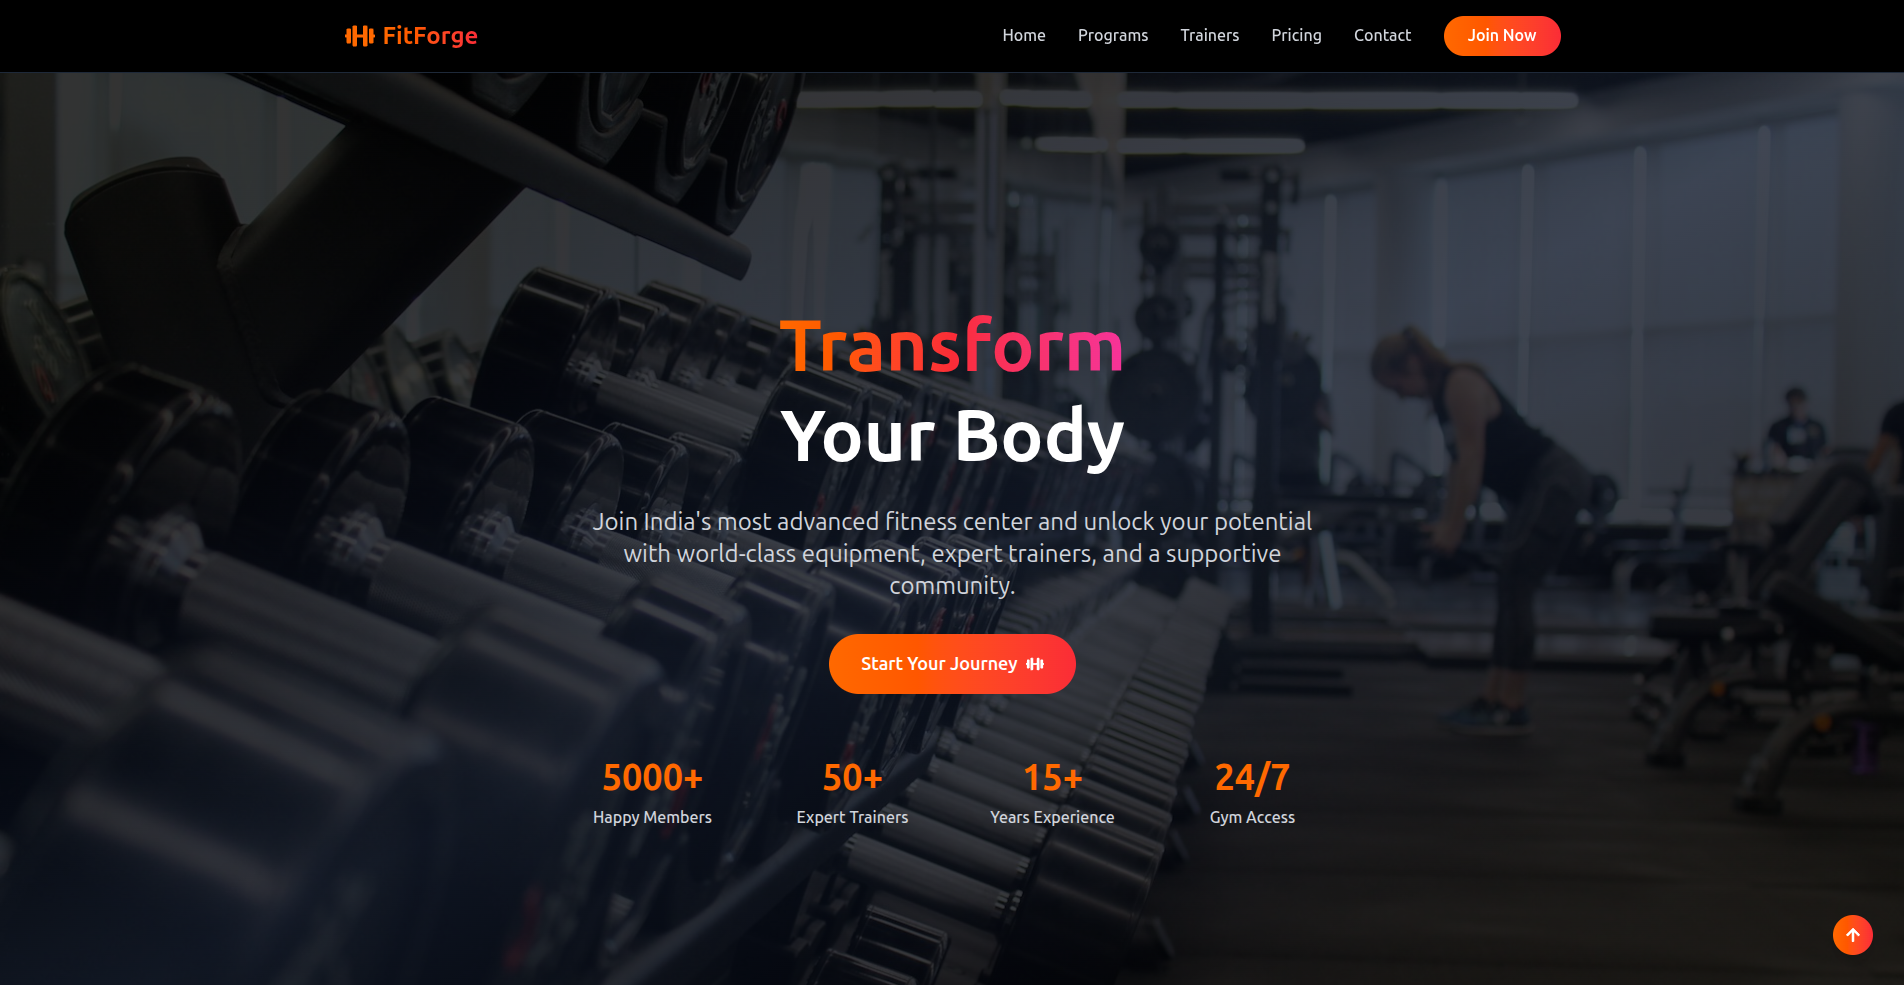 FitForge
Home Programs Trainers Pricing Contact Join Now
Transform
Your Body
Join India's most advanced fitness center and unlock your potential
with world-class equipment, expert trainers, and a supportive
community.
Start Your Journey
5000+ 50+ 15+ 24/7
Happy Members Expert Trainers Years Experience Gym Access